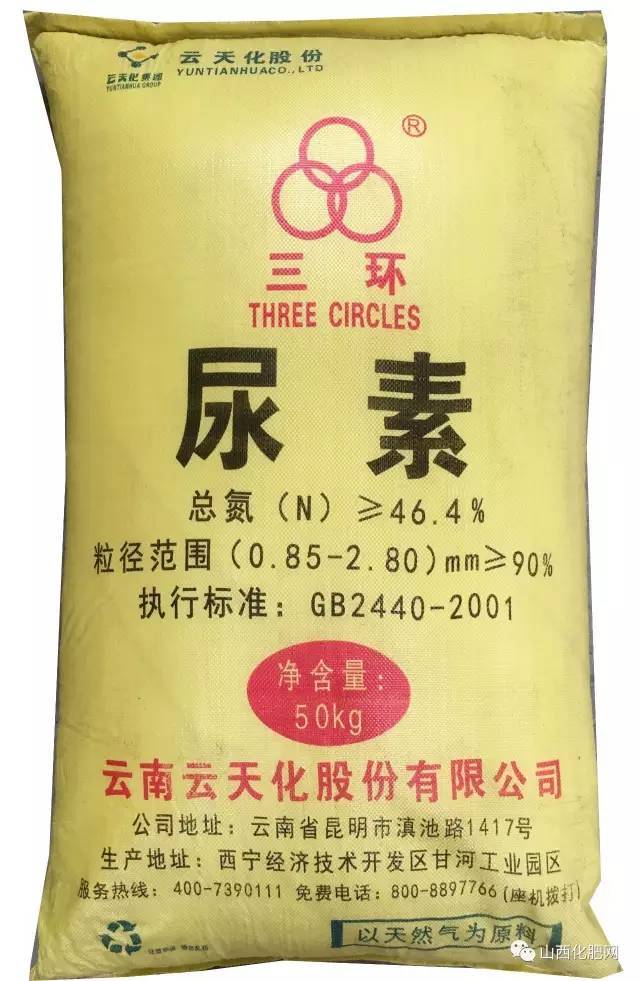 云天化集团
YUNTIANHUA GROUP
云天化股份
YUNTIANHUACO.,LTD
®
三环
THREE CIRCLES
尿素
总氮(N)≥46.4%
粒径范围(0.85-2.80)mm≥90%
执行标准：GB2440-2001
净含量：
50kg
云南云天化股份有限公司
公司地址：云南省昆明市滇池路1417号
生产地址：西宁经济技术开发区甘河工业园区
服务热线：400-7390111 免费电话：800-8897766(座机拨打)
以天然气为原料
山西化肥网